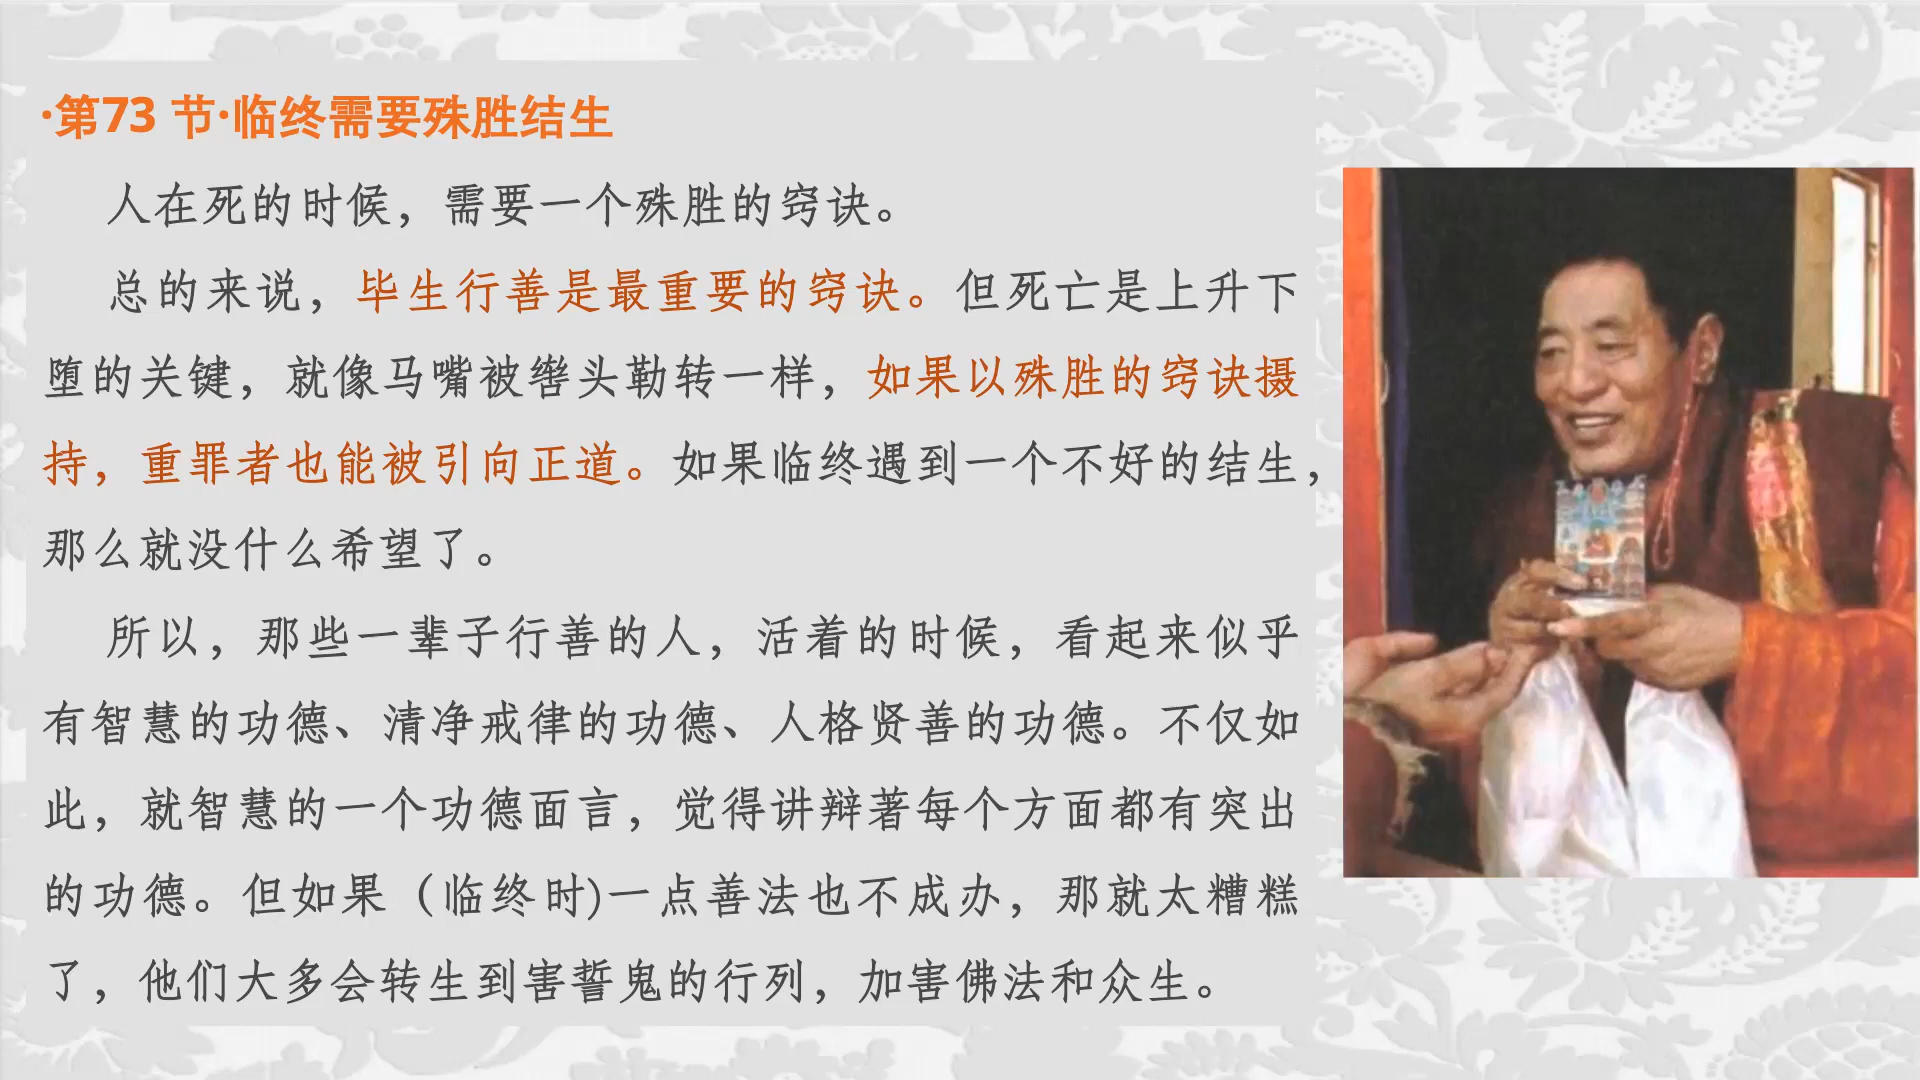 ·第73 节·临终需要殊胜结生
人在死的时候，需要一个殊胜的窍诀。
总的来说，毕生行善是最重要的窍诀。但死亡是上升下
堕的关键，就像马嘴被辔头勒转一样，如果以殊胜的窍诀摄
持，重罪者也能被引向正道。如果临终遇到一个不好的结生，
那么就没什么希望了。
所以，那些一辈子行善的人，活着的时候，看起来似乎
有智慧的功德、清净戒律的功德、人格贤善的功德。不仅如
此，就智慧的一个功德面言，觉得讲辩著每个方面都有突出
的功德。但如果（临终时)一点善法也不成办，那就太糟糕
了，他们大多会转生到害誓鬼的行列，加害佛法和众生。